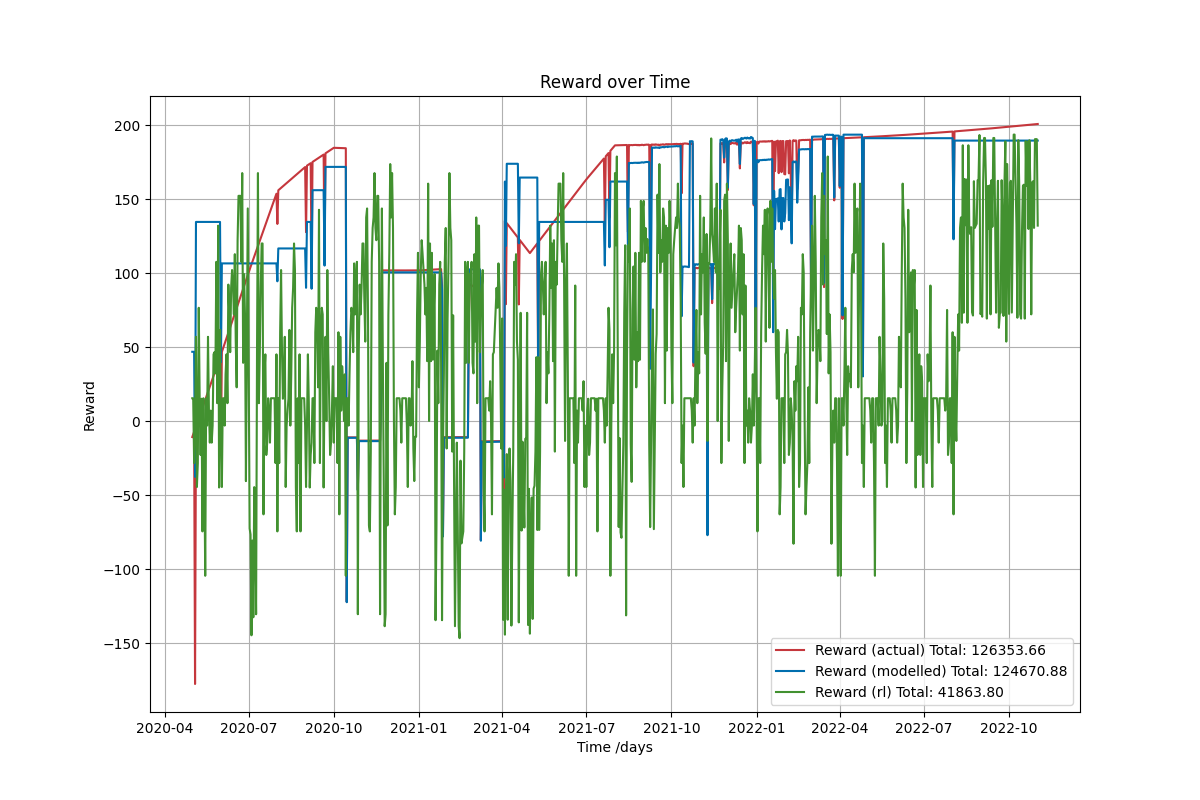 Reward over Time
Reward
200
150
100
50
0
−50
−100
−150
2020-04 2020-07 2020-10 2021-01 2021-04 2021-07 2021-10 2022-01 2022-04 2022-07 2022-10
Time /days
Reward (actual) Total: 126353.66
Reward (modelled) Total: 124670.88
Reward (rl) Total: 41863.80